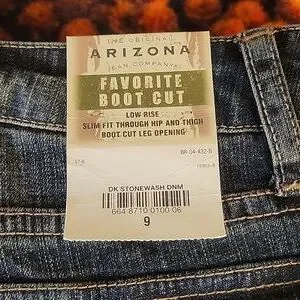 THE ORIGINAL
ARIZONA
JEAN COMPANY
FAVORITE
BOOT CUT
LOW RISE
SLIM FIT THROUGH HIP AND THIGH
BOOT CUT LEG OPENING
DK STONEWASH DNM
664 8710 0100 06
9